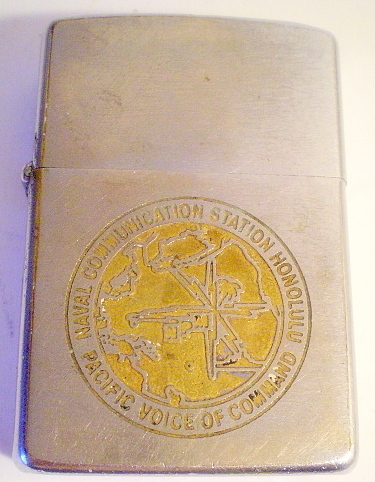 NAVAL COMMUNICATION STATION HONOLULU
PACIFIC VOICE OF COMMAND